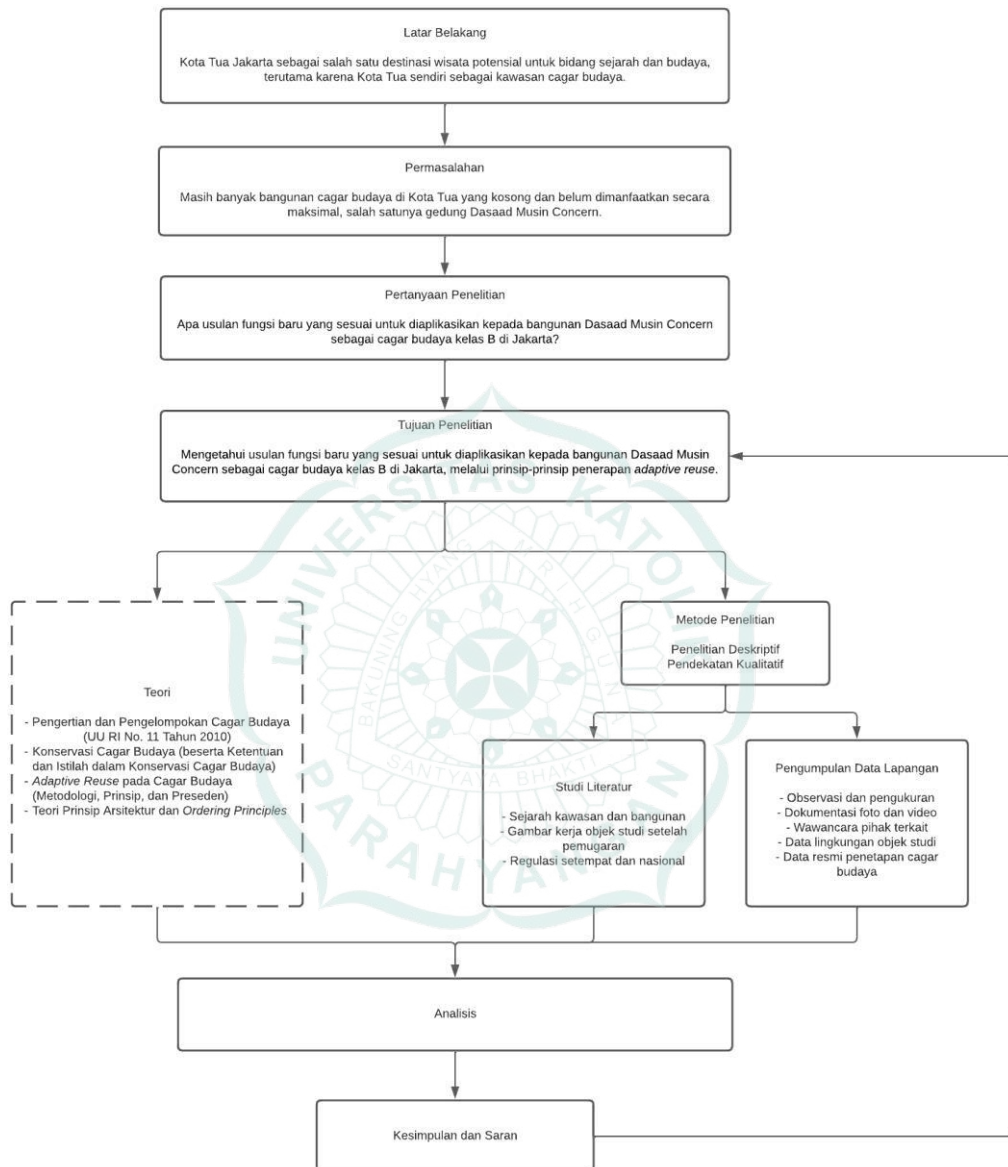 Latar Belakang
Kota Tua Jakarta sebagai salah satu destinasi wisata potensial untuk bidang sejarah dan budaya,
terutama karena Kota Tua sendiri sebagai kawasan cagar budaya.
Permasalahan
Masih banyak bangunan cagar budaya di Kota Tua yang kosong dan belum dimanfaatkan secara
maksimal, salah satunya gedung Dasaad Musin Concern.
Pertanyaan Penelitian
Apa usulan fungsi baru yang sesuai untuk diaplikasikan kepada bangunan Dasaad Musin Concern
sebagai cagar budaya kelas B di Jakarta?
Tujuan Penelitian
Mengetahui usulan fungsi baru yang sesuai untuk diaplikasikan kepada bangunan Dasaad Musin
Concern sebagai cagar budaya kelas B di Jakarta, melalui prinsip-prinsip penerapan adaptive reuse.
Teori
- Pengertian dan Pengelompokan Cagar Budaya
(UU RI No. 11 Tahun 2010)
- Konservasi Cagar Budaya (beserta Ketentuan
dan Istilah dalam Konservasi Cagar Budaya)
- Adaptive Reuse pada Cagar Budaya
(Metodologi, Prinsip, dan Preseden)
- Teori Prinsip Arsitektur dan Ordering Principles
Metode Penelitian
Penelitian Deskriptif
Pendekatan Kualitatif
Studi Literatur
- Sejarah kawasan dan bangunan
- Gambar kerja objek studi setelah
pemugaran
- Regulasi setempat dan nasional
Pengumpulan Data Lapangan
- Observasi dan pengukuran
- Dokumentasi foto dan video
- Wawancara pihak terkait
- Data lingkungan objek studi
- Data resmi penetapan cagar
budaya
Analisis
Kesimpulan dan Saran
UNIVERSITAS KATOLIK
PARAHYANGAN
BAKUNING HYANG MRIH GUNA
SANTYAYA BHAKTI